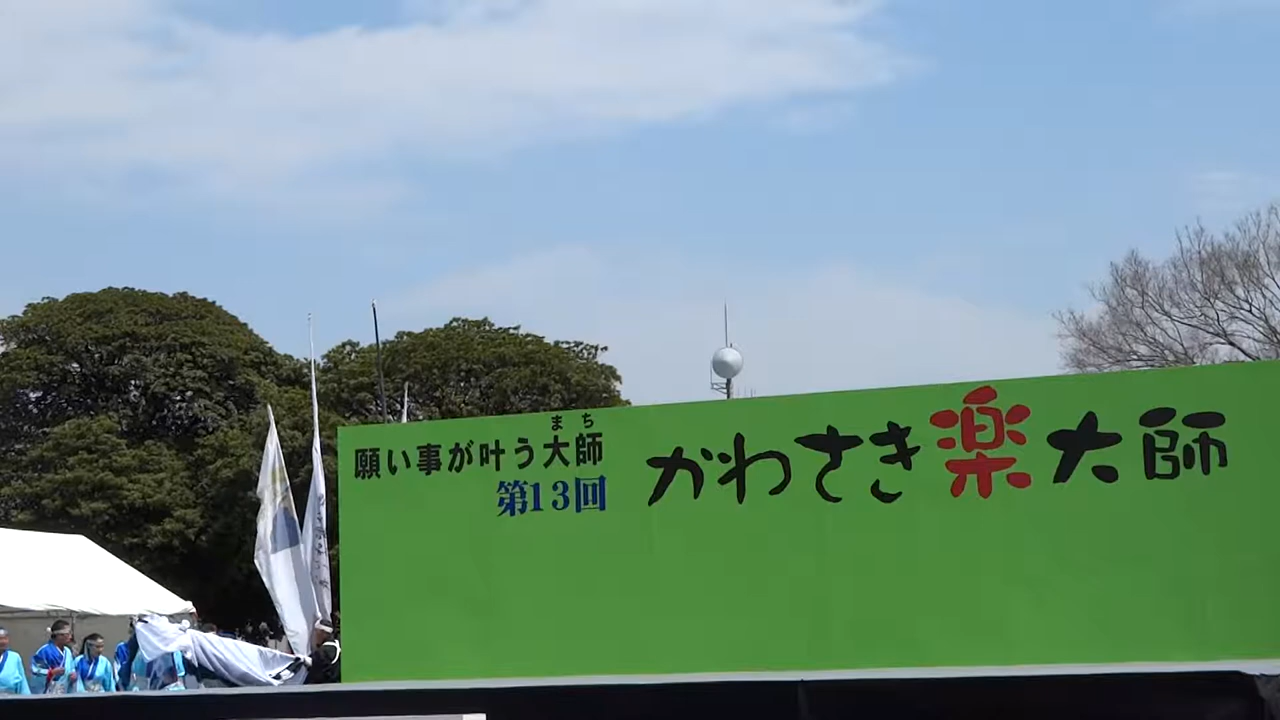 まち
願い事が叶う大師
第13回
かわさき楽大師